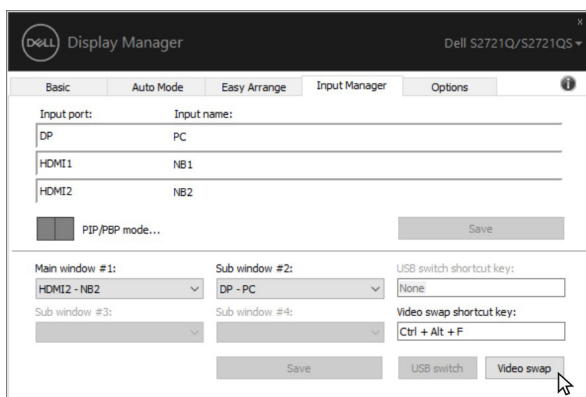 x
DELL Display Manager Dell S2721Q/S2721QS
Basic Auto Mode Easy Arrange Input Manager Options i
Input port: Input name:
DP PC
HDMI1 NB1
HDMI2 NB2
PIP/PBP mode... Save
Main window #1: Sub window #2: USB switch shortcut key:
HDMI2 - NB2 DP - PC None
Sub window #3: Sub window #4: Video swap shortcut key:
Ctrl + Alt + F
Save USB switch Video swap